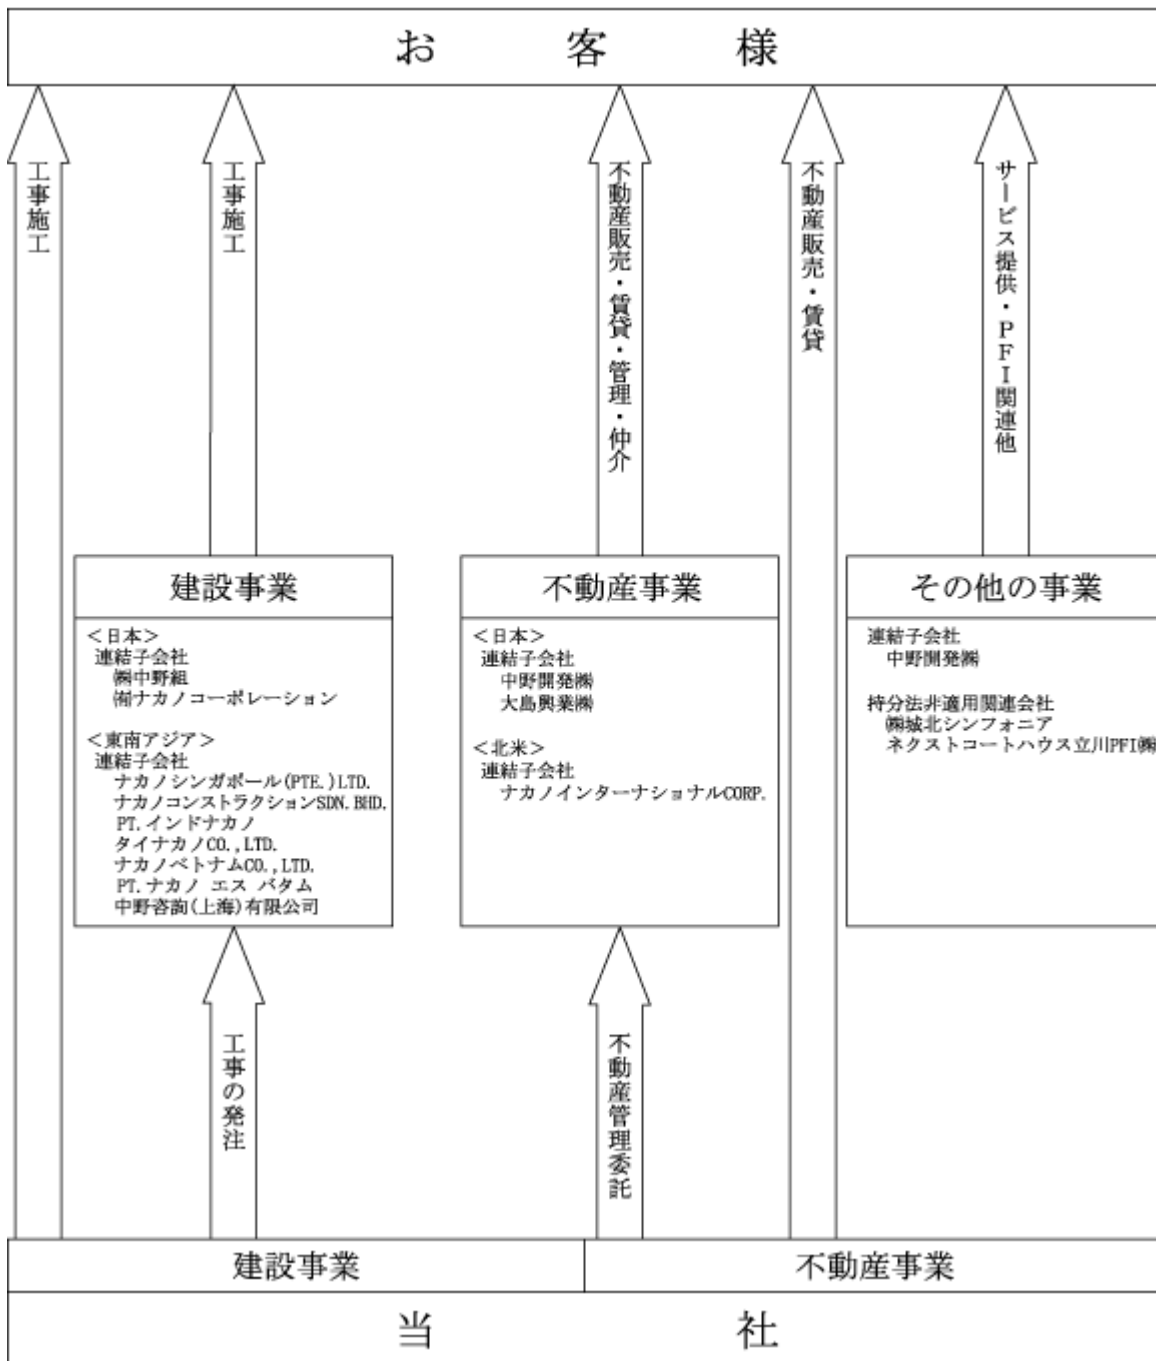 お客様
工事施工
工事施工
不動産販売・賃貸・管理・仲介
不動産販売・賃貸
サービス提供・ＰＦＩ関連他
建設事業
＜日本＞
連結子会社
㈱中野組
㈲ナカノコーポレーション
＜東南アジア＞
連結子会社
ナカノシンガポール(PTE.)LTD.
ナカノコンストラクションSDN.BHD.
PT.インドナカノ
タイナカノCO.,LTD.
ナカノベトナムCO.,LTD.
PT.ナカノ エス バタム
中野咨詢(上海)有限公司
不動産事業
＜日本＞
連結子会社
中野開発㈱
大島興業㈱
＜北米＞
連結子会社
ナカノインターナショナルCORP.
その他の事業
連結子会社
中野開発㈱
持分法非適用関連会社
㈱城北シンフォニア
ネクストコートハウス立川PFI㈱
工事の発注
不動産管理委託
建設事業
不動産事業
当社